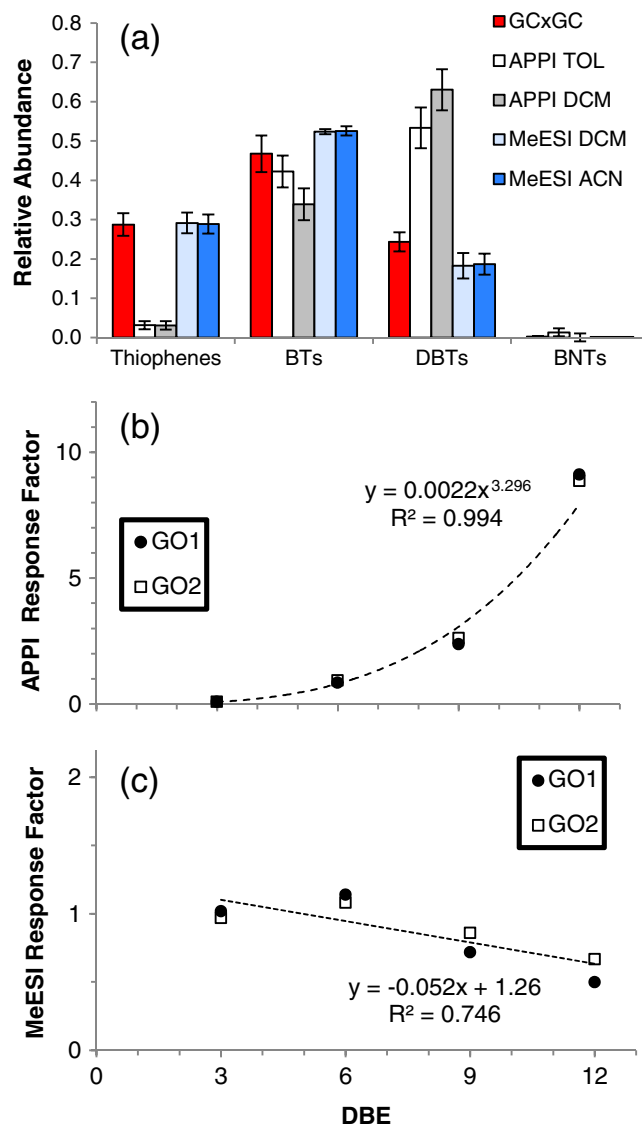 (a)
GCxGC
APPI TOL
APPI DCM
MeESI DCM
MeESI ACN
Relative Abundance
0.8
0.7
0.6
0.5
0.4
0.3
0.2
0.1
0.0
Thiophenes BTs DBTs BNTs
(b)
APPI Response Factor
10
5
0
y = 0.0022x^3.296
R² = 0.994
GO1
GO2
(c)
MeESI Response Factor
2
1
0
GO1
GO2
y = -0.052x + 1.26
R² = 0.746
0 3 6 9 12
DBE